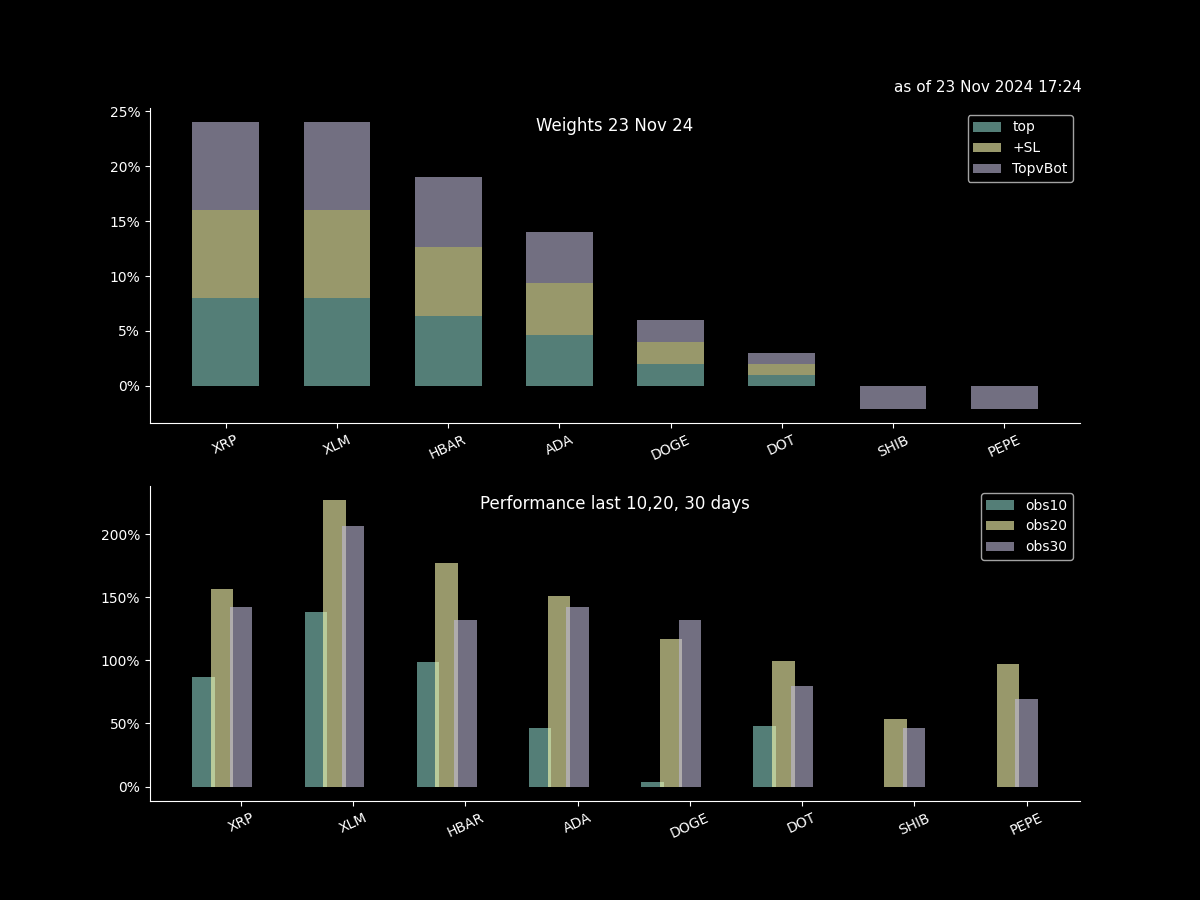 as of 23 Nov 2024 17:24
Weights 23 Nov 24
top
+SL
TopvBot
25%
20%
15%
10%
5%
0%
XRP XLM HBAR ADA DOGE DOT SHIB PEPE
Performance last 10,20, 30 days
obs10
obs20
obs30
200%
150%
100%
50%
0%
XRP XLM HBAR ADA DOGE DOT SHIB PEPE